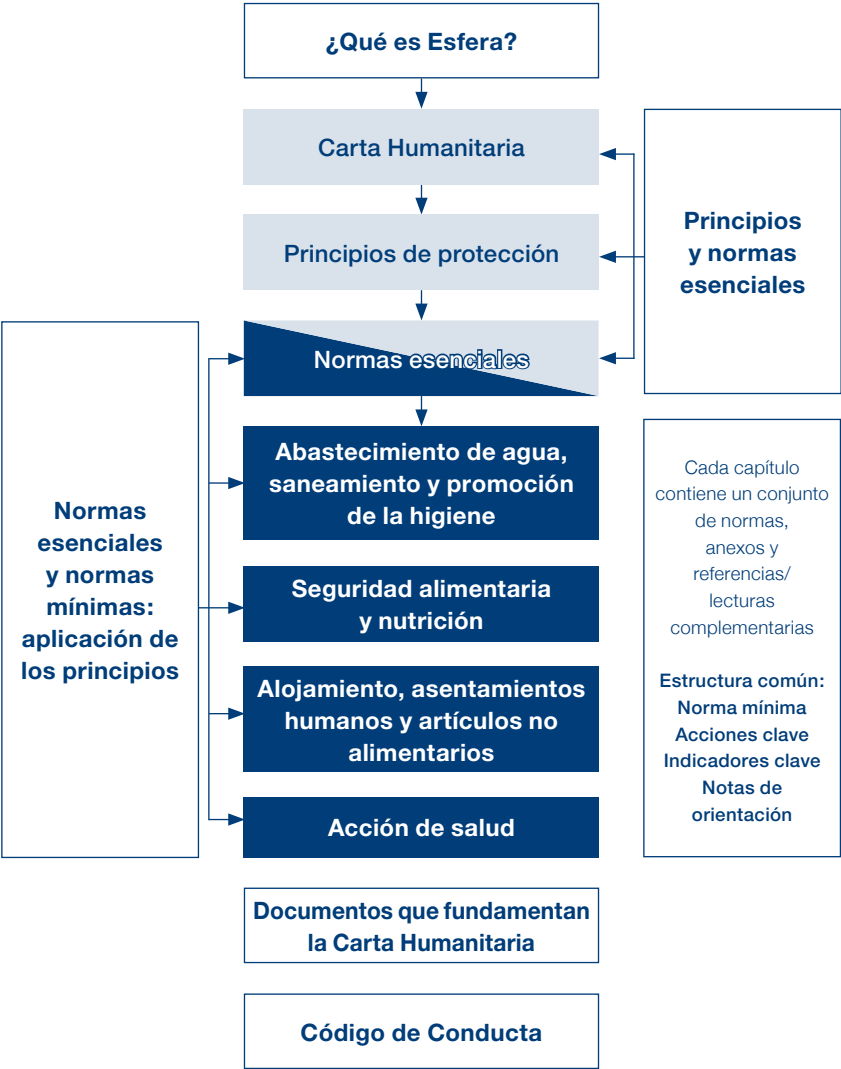 ¿Qué es Esfera?
Carta Humanitaria
Principios de protección
Normas esenciales
Abastecimiento de agua,
saneamiento y promoción
de la higiene
Seguridad alimentaria
y nutrición
Alojamiento, asentamientos
humanos y artículos no
alimentarios
Acción de salud
Documentos que fundamentan
la Carta Humanitaria
Código de Conducta
Normas
esenciales
y normas
mínimas:
aplicación de
los principios
Principios
y normas
esenciales
Cada capítulo
contiene un conjunto
de normas,
anexos y
referencias/
lecturas
complementarias
Estructura común:
Norma mínima
Acciones clave
Indicadores clave
Notas de
orientación